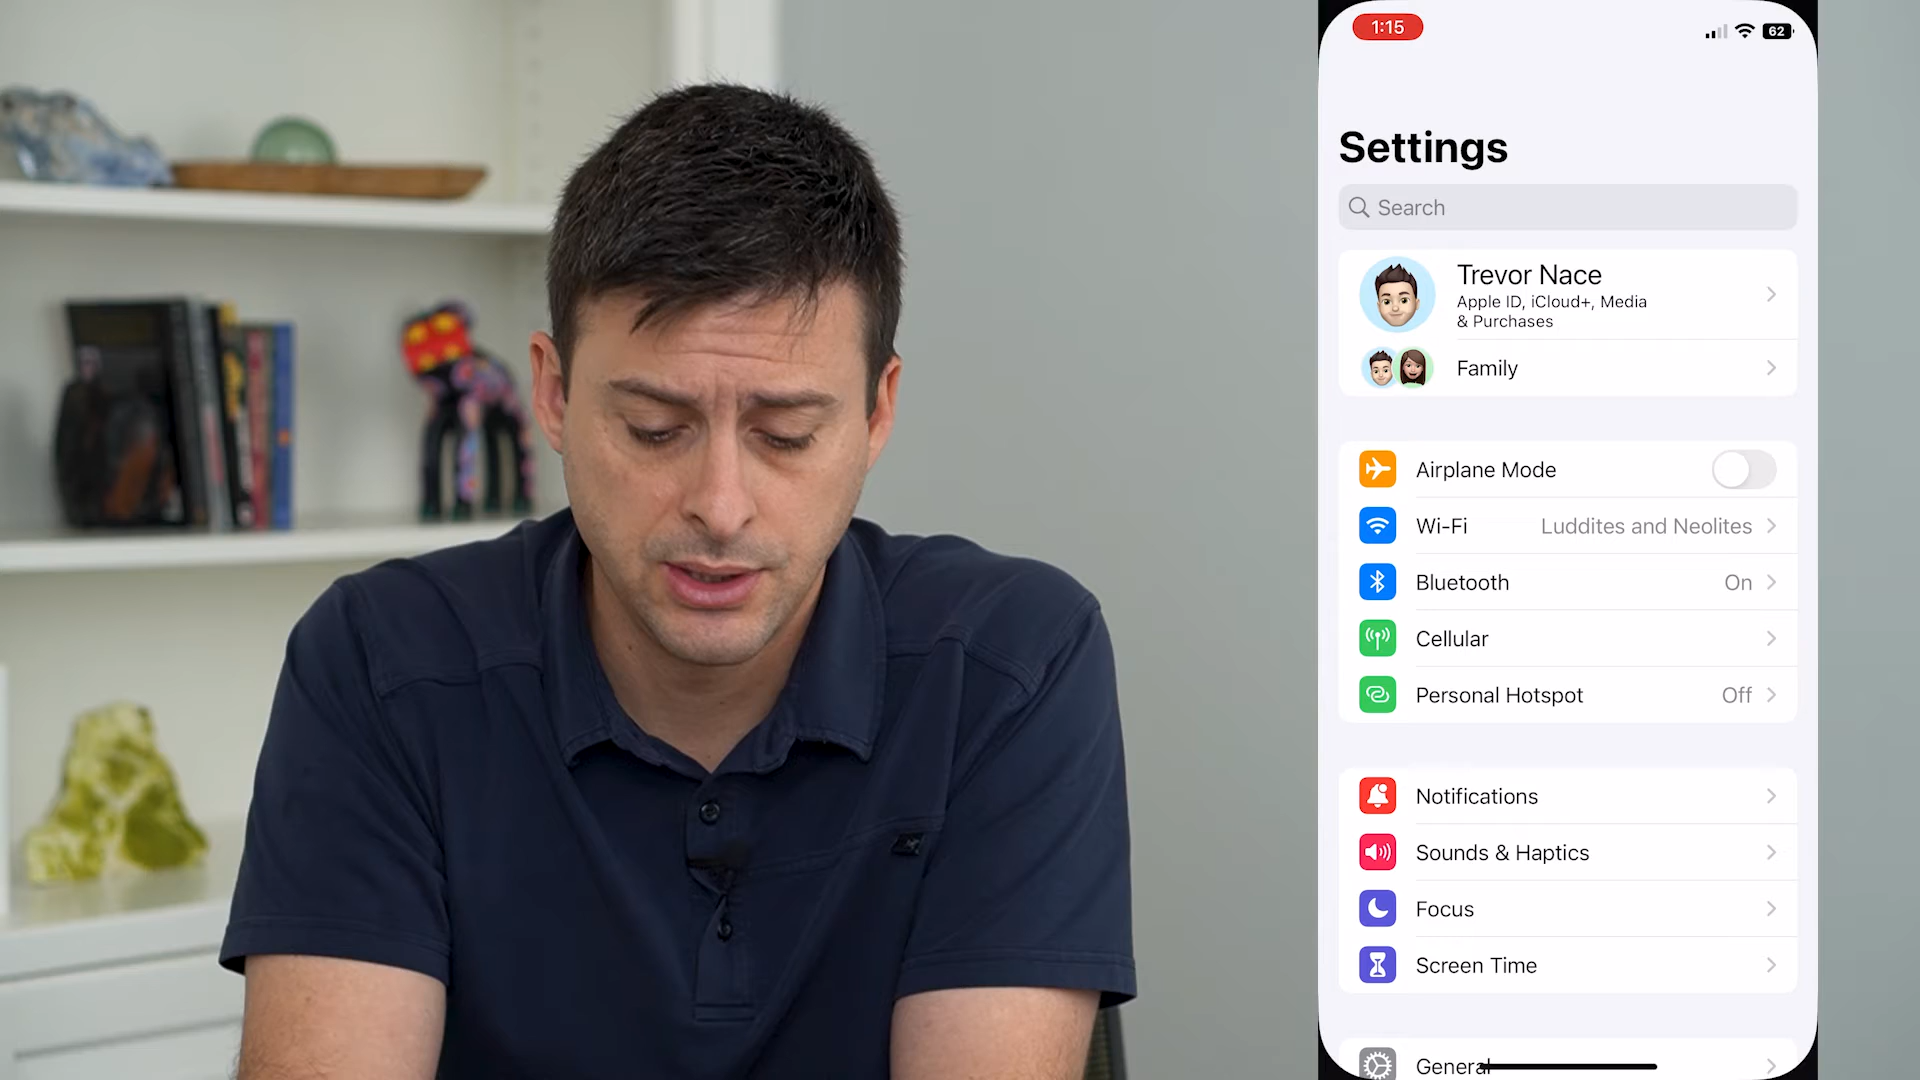 1:15
62
Settings
Search
Trevor Nace
Apple ID, iCloud+, Media
& Purchases
Family
Airplane Mode
Wi-Fi Luddites and Neolites
Bluetooth On
Cellular
Personal Hotspot Off
Notifications
Sounds & Haptics
Focus
Screen Time
General